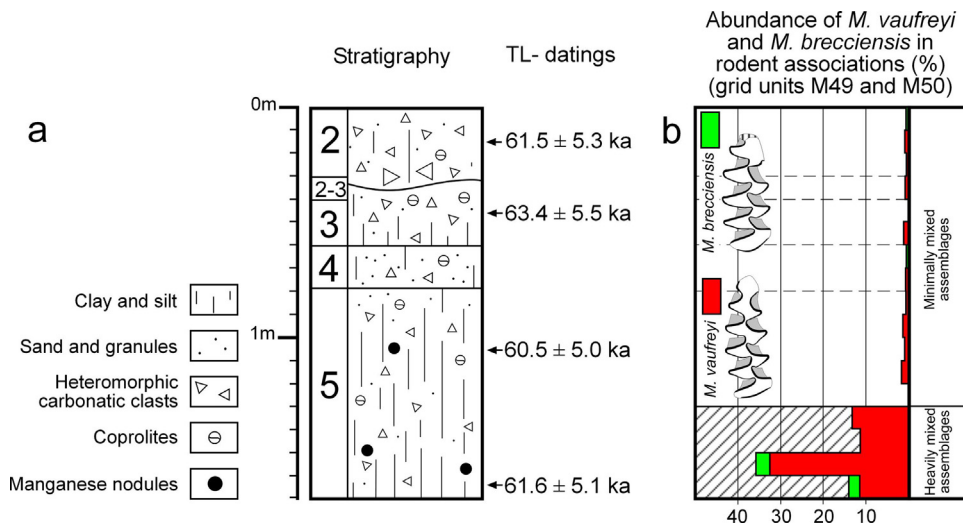 a
Stratigraphy
TL- datings
0m
1m
2
2-3
3
4
5
61.5 ± 5.3 ka
63.4 ± 5.5 ka
60.5 ± 5.0 ka
61.6 ± 5.1 ka
Clay and silt
Sand and granules
Heteromorphic
carbonatic clasts
Coprolites
Manganese nodules
Abundance of M. vaufreyi
and M. brecciensis in
rodent associations (%)
(grid units M49 and M50)
b
M. brecciensis
M. vaufreyi
Minimally mixed
assemblages
Heavily mixed
assemblages
40 30 20 10